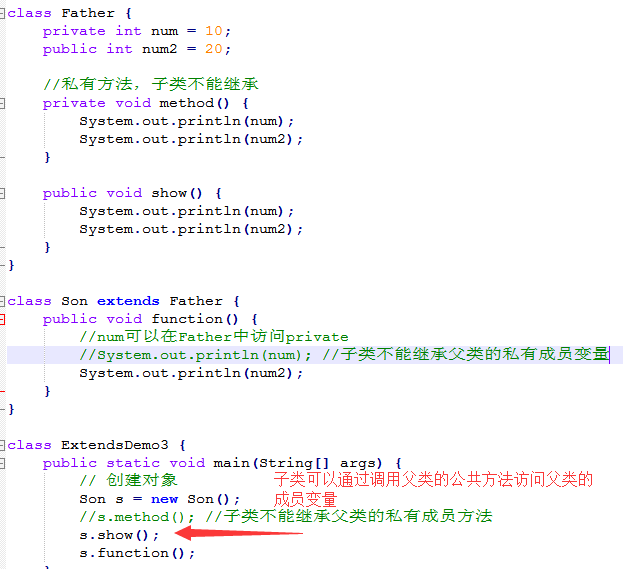 class Father {
private int num = 10;
public int num2 = 20;
//私有方法，子类不能继承
private void method() {
System.out.println(num);
System.out.println(num2);
}
public void show() {
System.out.println(num);
System.out.println(num2);
}
}
class Son extends Father {
public void function() {
//num可以在Father中访问private
//System.out.println(num); //子类不能继承父类的私有成员变量
System.out.println(num2);
}
}
class ExtendsDemo3 {
public static void main(String[] args) {
// 创建对象
子类可以通过调用父类的公共方法访问父类的
成员变量
Son s = new Son();
//s.method(); //子类不能继承父类的私有成员方法
s.show();
s.function();